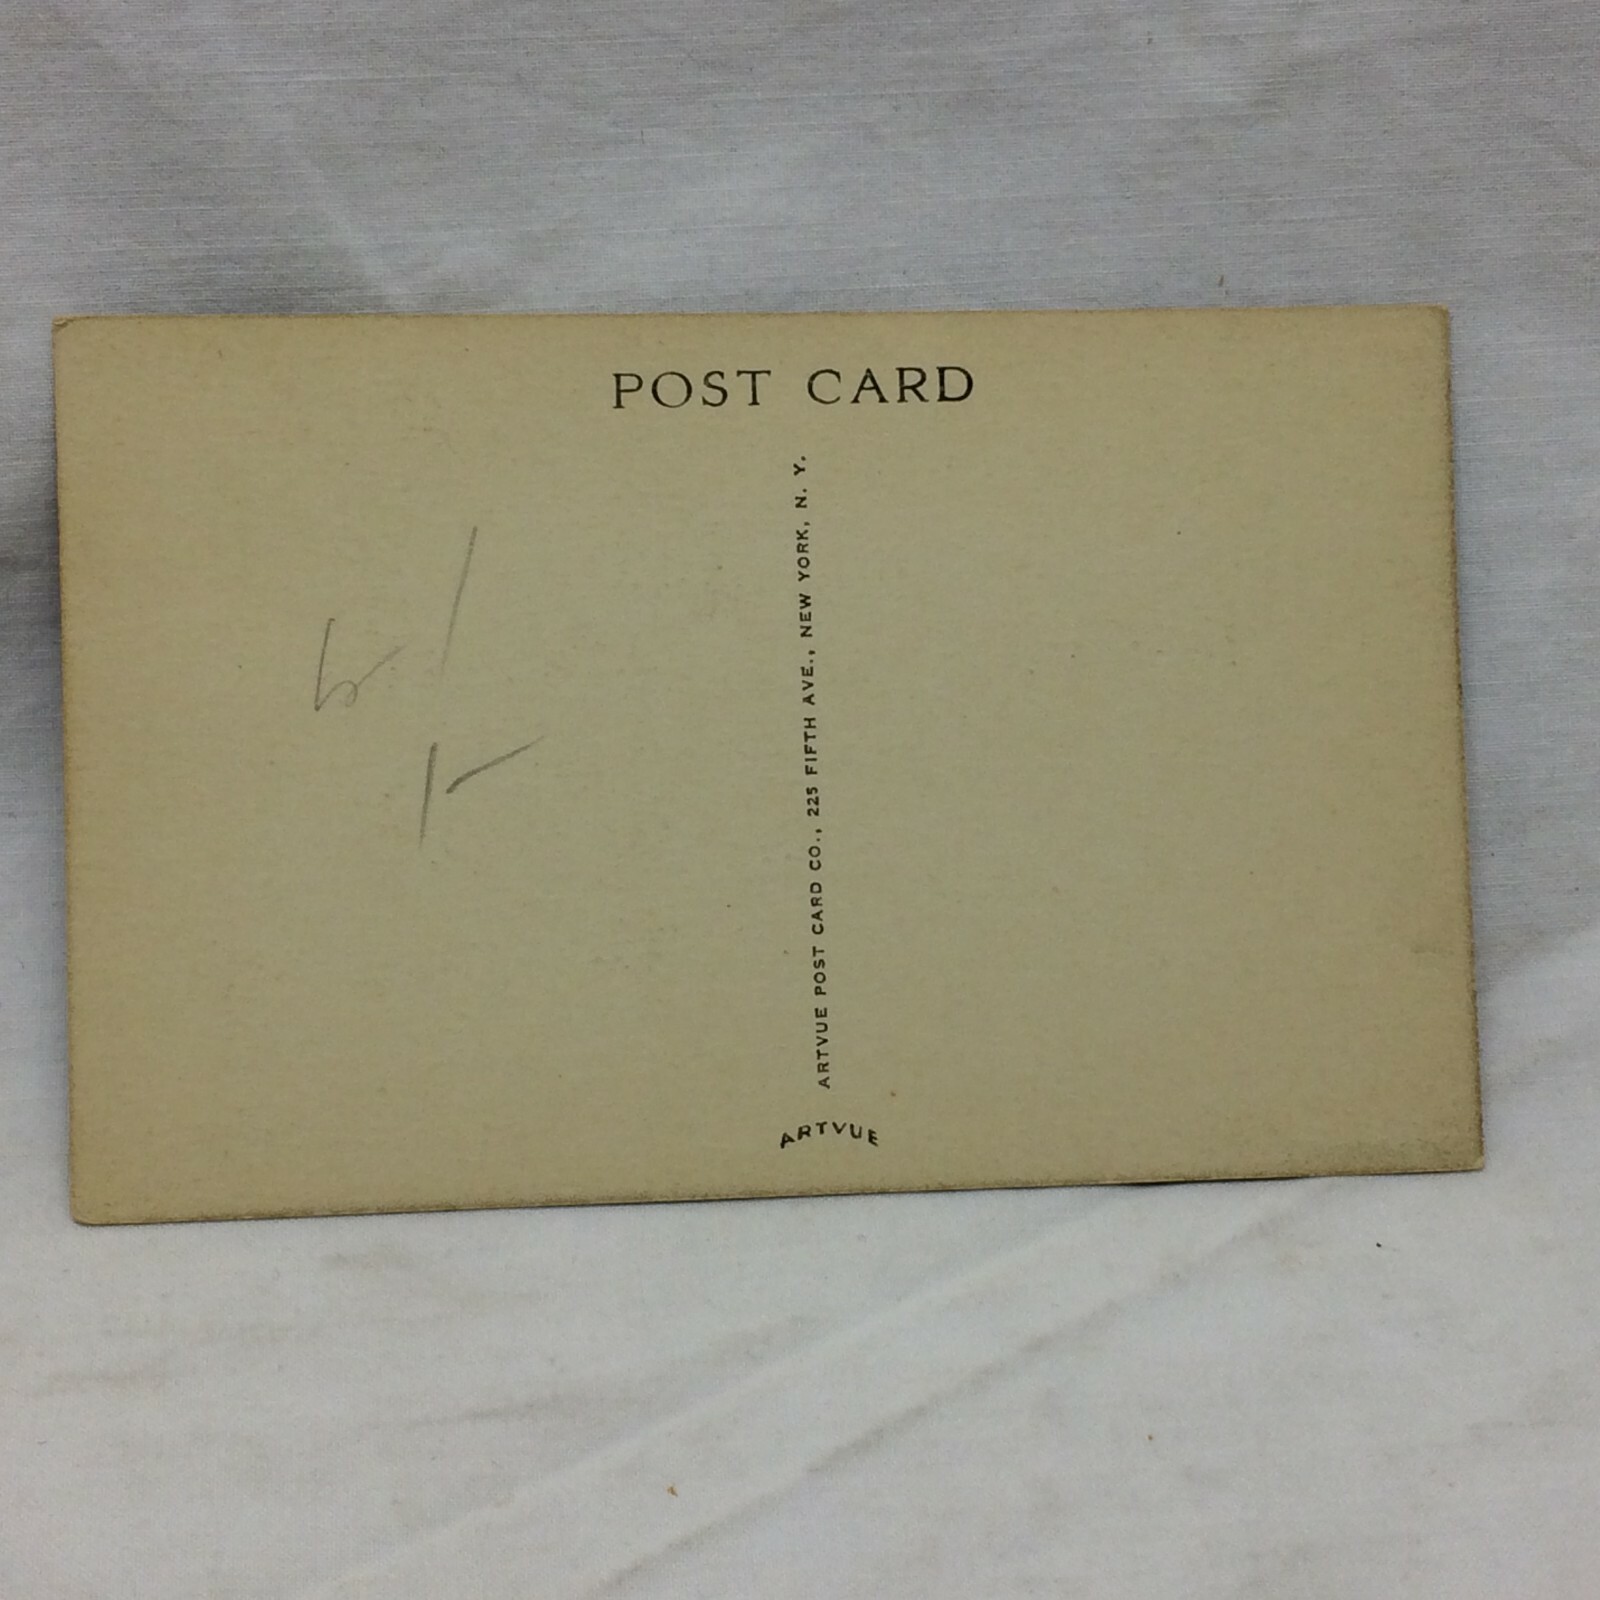 POST CARD
ARTVUE POST CARD CO., 225 FIFTH AVE., NEW YORK, N. Y.
ARTVUE